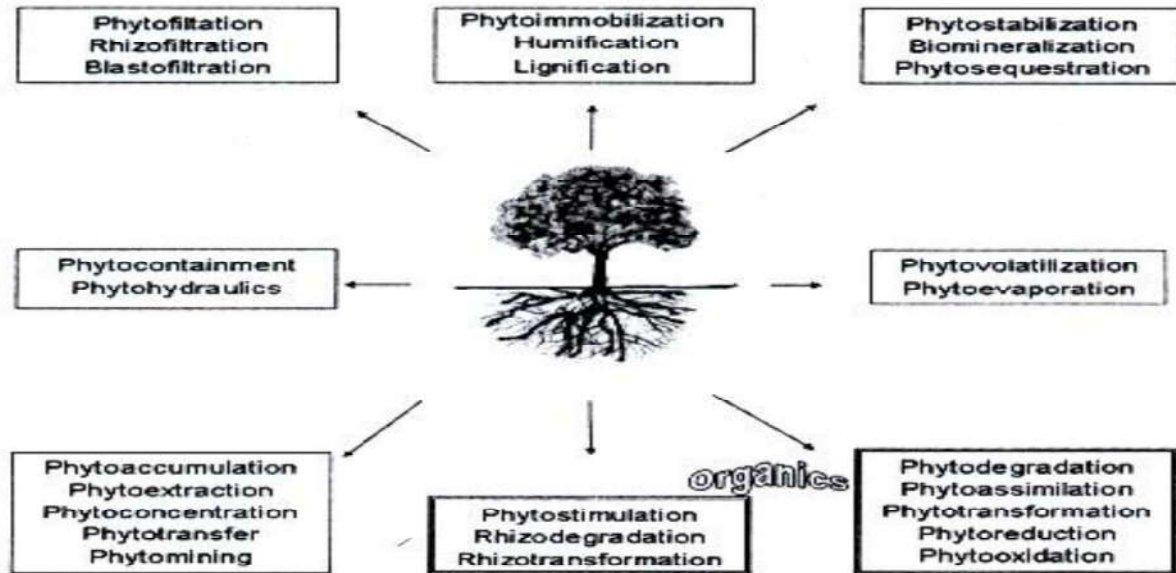 Phytofiltation
Rhizofiltration
Blastofiltration
Phytoimmobilization
Humification
Lignification
Phytostabilization
Biomineralization
Phytosequestration
Phytocontainment
Phytohydraulics
Phytovolatilization
Phytoevaporation
Phytoaccumulation
Phytoextraction
Phytoconcentration
Phytotransfer
Phytomining
organics
Phytostimulation
Rhizodegradation
Rhizotransformation
Phytodegradation
Phytoassimilation
Phytotransformation
Phytoreduction
Phytooxidation